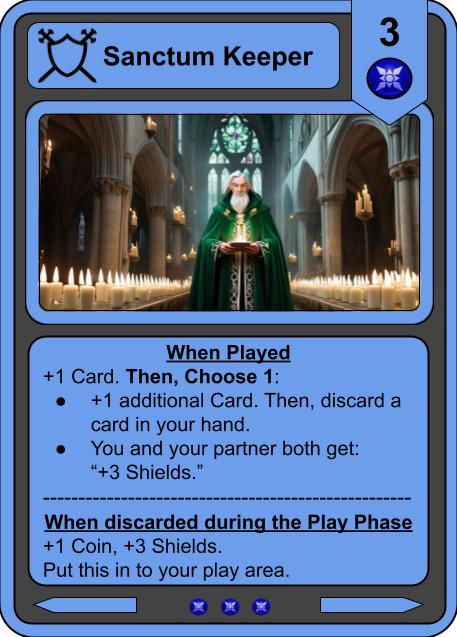 Sanctum Keeper
3
When Played
+1 Card. Then, Choose 1:
● +1 additional Card. Then, discard a
card in your hand.
● You and your partner both get:
“+3 Shields.”
-----------------------------------------------------
When discarded during the Play Phase
+1 Coin, +3 Shields.
Put this in to your play area.